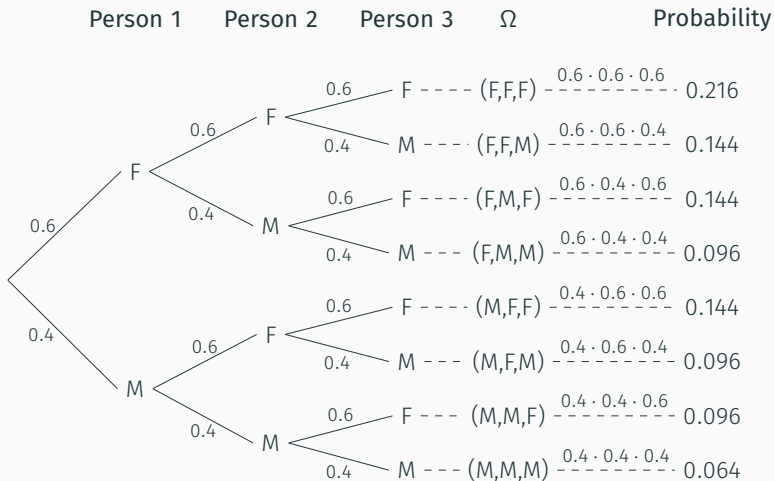 Person 1 Person 2 Person 3 Ω Probability
0.6 F (F,F,F) 0.6 · 0.6 · 0.6 0.216
0.6 F
0.4 M (F,F,M) 0.6 · 0.6 · 0.4 0.144
F
0.6 F (F,M,F) 0.6 · 0.4 · 0.6 0.144
0.6 0.4 M
0.4 M (F,M,M) 0.6 · 0.4 · 0.4 0.096
0.6 F (M,F,F) 0.4 · 0.6 · 0.6 0.144
0.4 0.6 F
0.4 M (M,F,M) 0.4 · 0.6 · 0.4 0.096
M
0.6 F (M,M,F) 0.4 · 0.4 · 0.6 0.096
0.4 M
0.4 M (M,M,M) 0.4 · 0.4 · 0.4 0.064